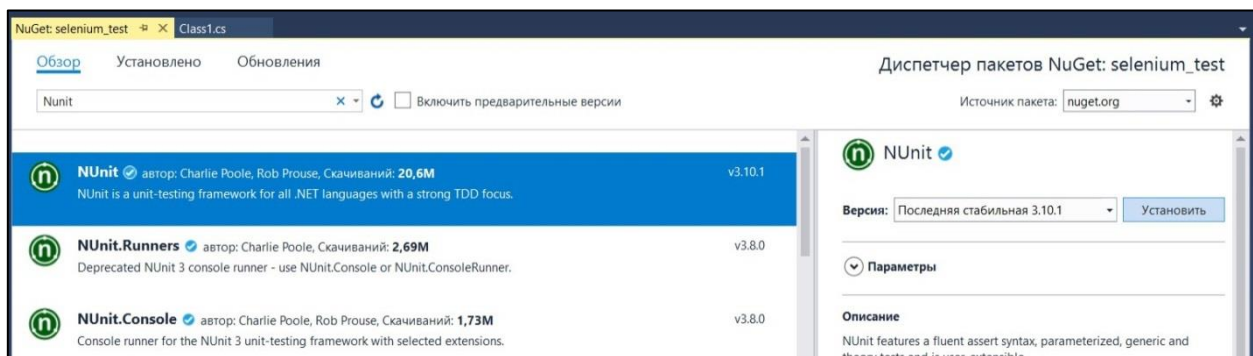 NuGet: selenium_test
Class1.cs
Обзор Установлено Обновления
Диспетчер пакетов NuGet: selenium_test
Nunit
Включить предварительные версии
Источник пакета: nuget.org
NUnit автор: Charlie Poole, Rob Prouse, Скачиваний: 20,6M v3.10.1
NUnit is a unit-testing framework for all .NET languages with a strong TDD focus.
NUnit.Runners автор: Charlie Poole, Скачиваний: 2,69M v3.8.0
Deprecated NUnit 3 console runner - use NUnit.Console or NUnit.ConsoleRunner.
NUnit.Console автор: Charlie Poole, Rob Prouse, Скачиваний: 1,73M v3.8.0
Console runner for the NUnit 3 unit-testing framework with selected extensions.
NUnit
Версия: Последняя стабильная 3.10.1 Установить
Параметры
Описание
NUnit features a fluent assert syntax, parameterized, generic and